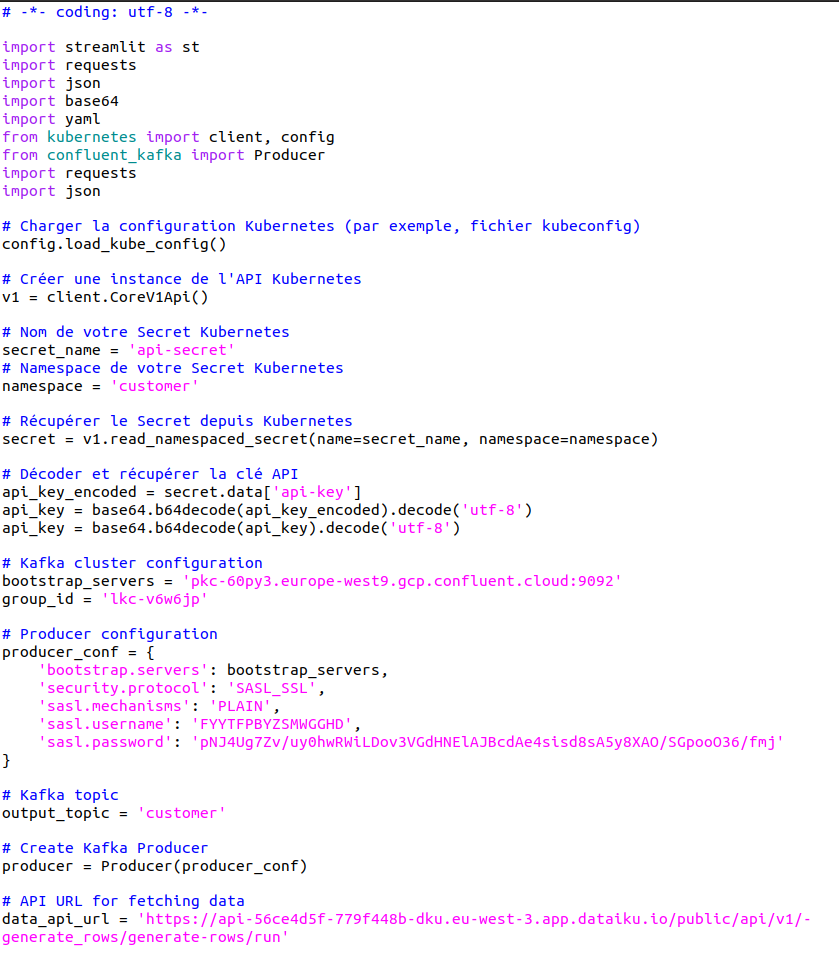 # -*- coding: utf-8 -*-
import streamlit as st
import requests
import json
import base64
import yaml
from kubernetes import client, config
from confluent_kafka import Producer
import requests
import json
# Charger la configuration Kubernetes (par exemple, fichier kubeconfig)
config.load_kube_config()
# Créer une instance de l'API Kubernetes
v1 = client.CoreV1Api()
# Nom de votre Secret Kubernetes
secret_name = 'api-secret'
# Namespace de votre Secret Kubernetes
namespace = 'customer'
# Récupérer le Secret depuis Kubernetes
secret = v1.read_namespaced_secret(name=secret_name, namespace=namespace)
# Décoder et récupérer la clé API
api_key_encoded = secret.data['api-key']
api_key = base64.b64decode(api_key_encoded).decode('utf-8')
api_key = base64.b64decode(api_key).decode('utf-8')
# Kafka cluster configuration
bootstrap_servers = 'pkc-60py3.europe-west9.gcp.confluent.cloud:9092'
group_id = 'lkc-v6w6jp'
# Producer configuration
producer_conf = {
    'bootstrap.servers': bootstrap_servers,
    'security.protocol': 'SASL_SSL',
    'sasl.mechanisms': 'PLAIN',
    'sasl.username': 'FYYTFPBYZSMWGGHD',
    'sasl.password': 'pNJ4Ug7Zv/uy0hwRWiLDov3VGdHNElAJBcdAe4sisd8sA5y8XAO/SGpooO36/fmj'
}
# Kafka topic
output_topic = 'customer'
# Create Kafka Producer
producer = Producer(producer_conf)
# API URL for fetching data
data_api_url = 'https://api-56ce4d5f-779f448b-dku.eu-west-3.app.dataiku.io/public/api/v1/-
generate_rows/generate-rows/run'